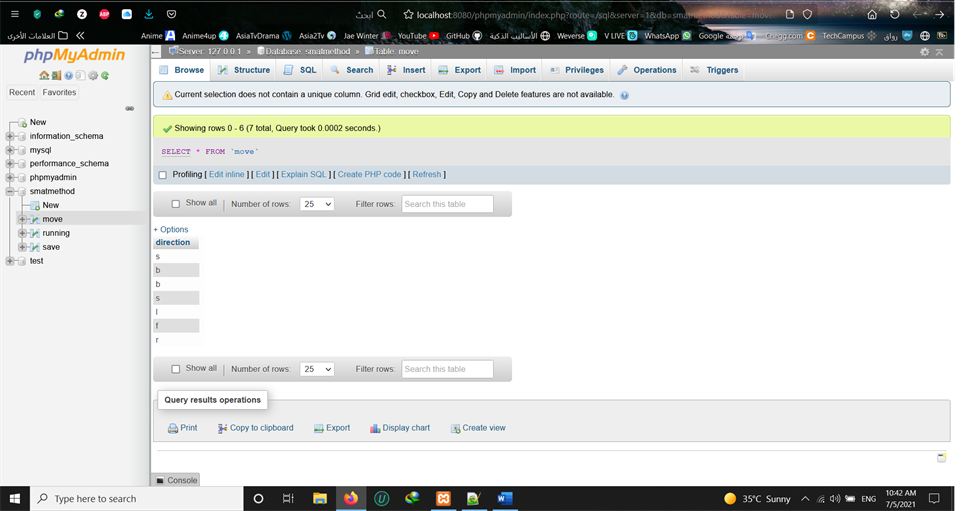 ابحث
localhost:8080/phpmyadmin/index.php?route=/sql&server=1&db=smatmethod&table=move
Anime Anime4up AsiaTvDrama Asia2Tv Jae Winter YouTube GitHub الأساليب الذكية Weverse V LIVE WhatsApp Google Chegg.com TechCampus رواق
العلامات الأخرى
phpMyAdmin
Recent Favorites
New
information_schema
mysql
performance_schema
phpmyadmin
smatmethod
New
move
running
save
test
Server: 127.0.0.1 » Database: smatmethod » Table: move
Browse Structure SQL Search Insert Export Import Privileges Operations Triggers
Current selection does not contain a unique column. Grid edit, checkbox, Edit, Copy and Delete features are not available.
Showing rows 0 - 6 (7 total, Query took 0.0002 seconds.)
SELECT * FROM `move`
Profiling [ Edit inline ] [ Edit ] [ Explain SQL ] [ Create PHP code ] [ Refresh ]
Show all | Number of rows: 25 Filter rows: Search this table
+ Options
direction
s
b
b
s
l
f
r
Show all | Number of rows: 25 Filter rows: Search this table
Query results operations
Print Copy to clipboard Export Display chart Create view
Console
Type here to search
35°C Sunny
ENG
10:42 AM
7/5/2021